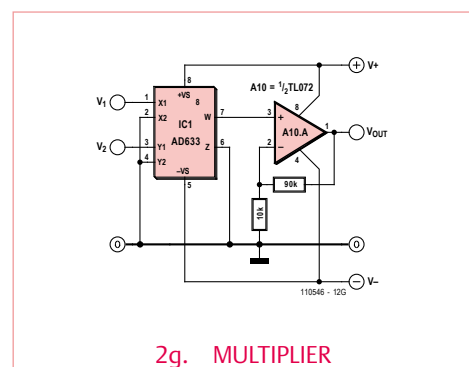 V+
A10 = 1/2TL072
8
+VS
8
8
V1
1
X1
2
X2
W
7
3
+
A10.A
1
VOUT
IC1
AD633
V2
3
Y1
Z
6
2
−
4
4
Y2
−VS
5
90k
10k
0
0
V−
110546 - 12G
2g. MULTIPLIER